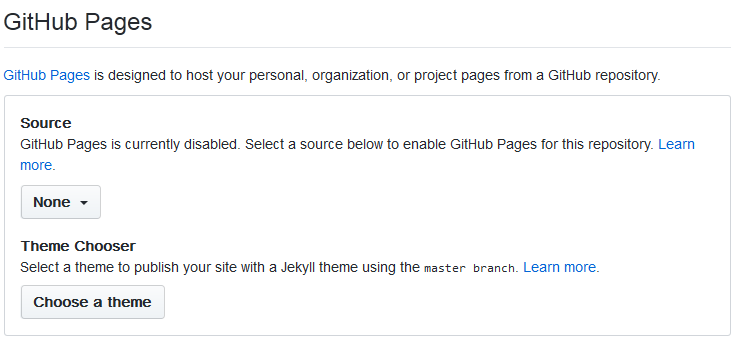 GitHub Pages
GitHub Pages is designed to host your personal, organization, or project pages from a GitHub repository.
Source
GitHub Pages is currently disabled. Select a source below to enable GitHub Pages for this repository. Learn
more.
None
Theme Chooser
Select a theme to publish your site with a Jekyll theme using the master branch. Learn more.
Choose a theme